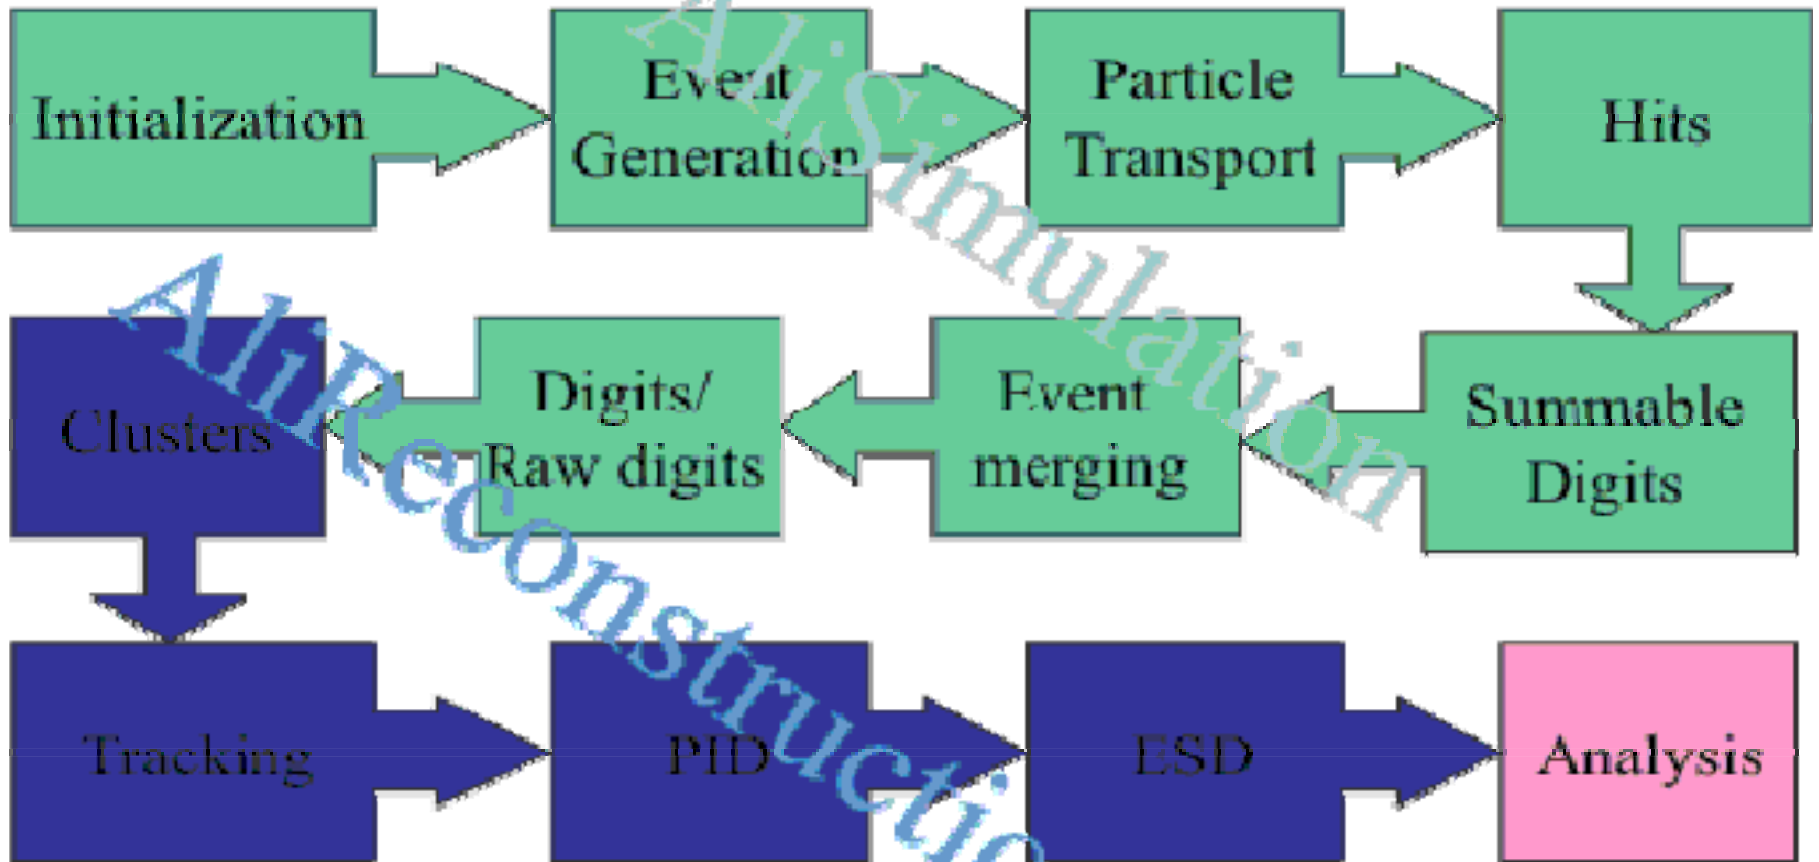 Initialization
Event
Generation
Particle
Transport
Hits
AliSimulation
Clusters
Digits/
Raw digits
Event
merging
Summable
Digits
AliReconstructio
Tracking
PID
ESD
Analysis